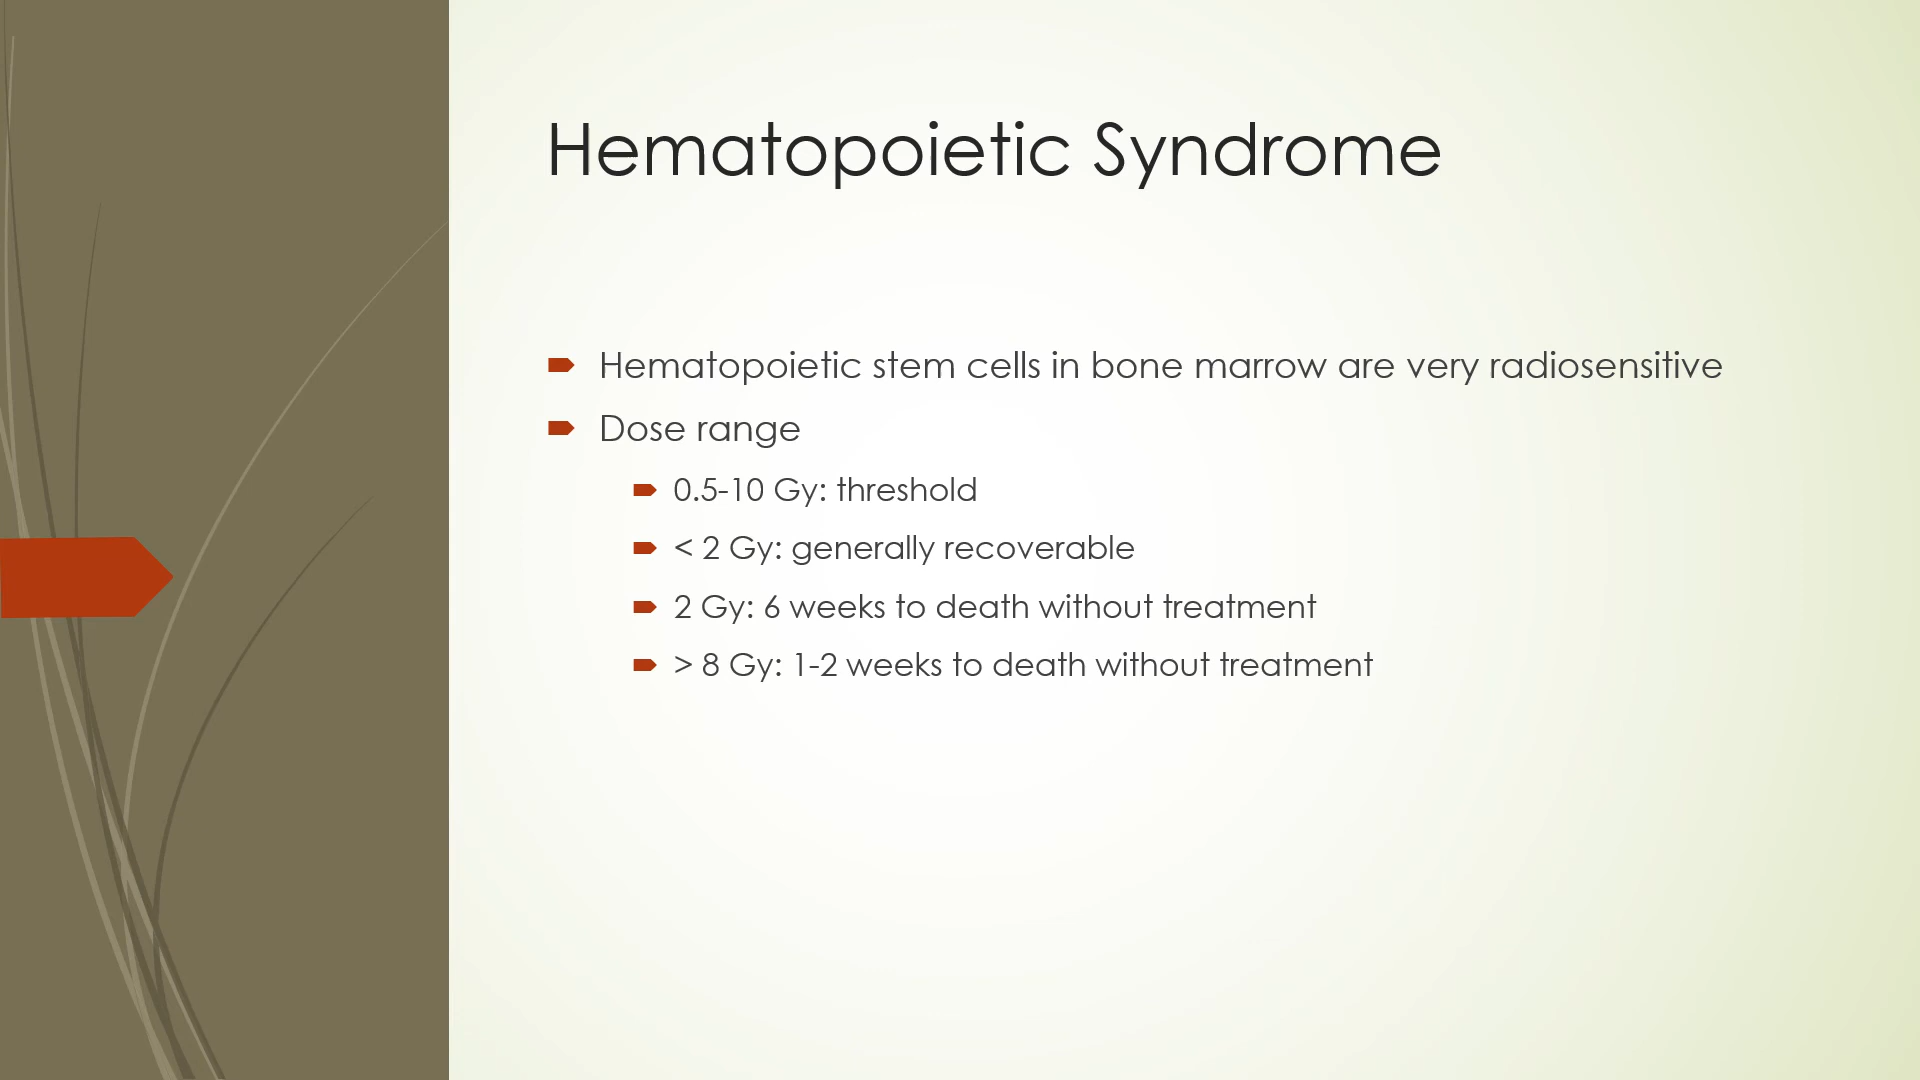 Hematopoietic Syndrome
Hematopoietic stem cells in bone marrow are very radiosensitive
Dose range
0.5-10 Gy: threshold
< 2 Gy: generally recoverable
2 Gy: 6 weeks to death without treatment
> 8 Gy: 1-2 weeks to death without treatment